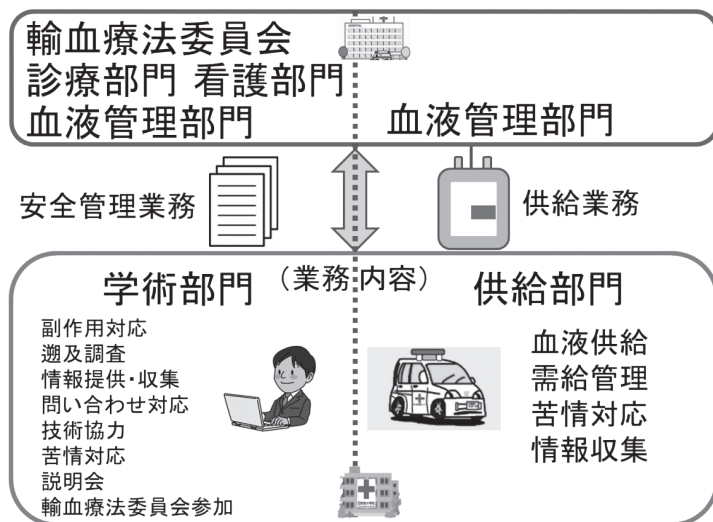 輸血療法委員会
診療部門 看護部門
血液管理部門
血液管理部門
安全管理業務
供給業務
学術部門
(業務内容)
供給部門
副作用対応
遡及調査
情報提供・収集
問い合わせ対応
技術協力
苦情対応
説明会
輸血療法委員会参加
血液供給
需給管理
苦情対応
情報収集